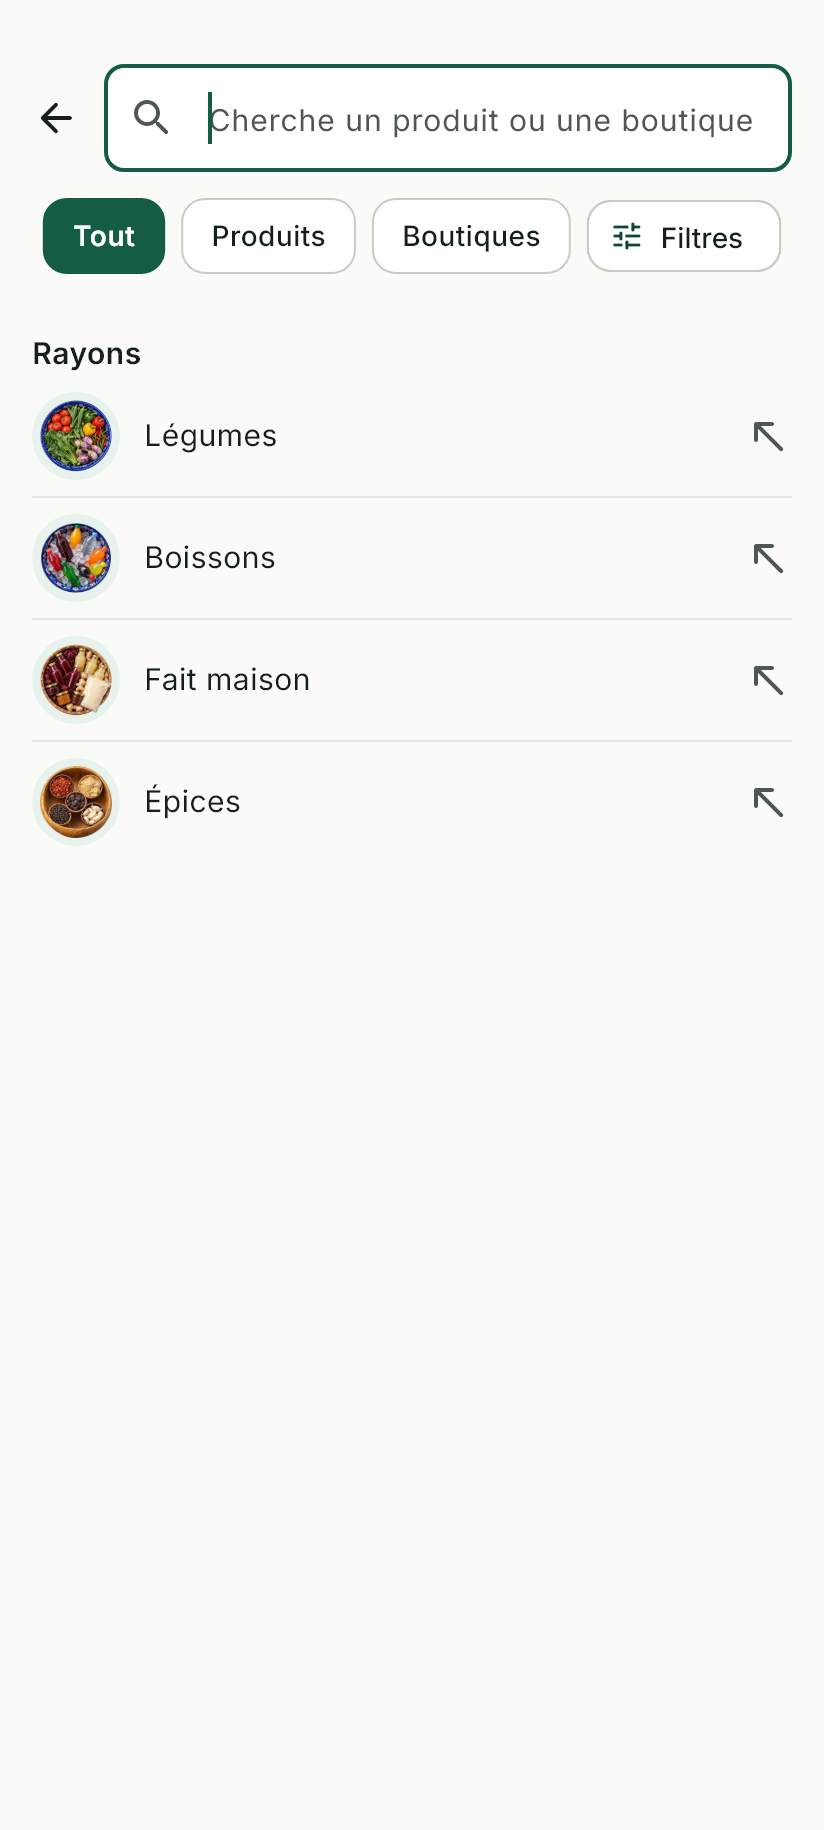 Cherche un produit ou une boutique
Tout
Produits
Boutiques
Filtres
Rayons
Légumes
Boissons
Fait maison
Épices